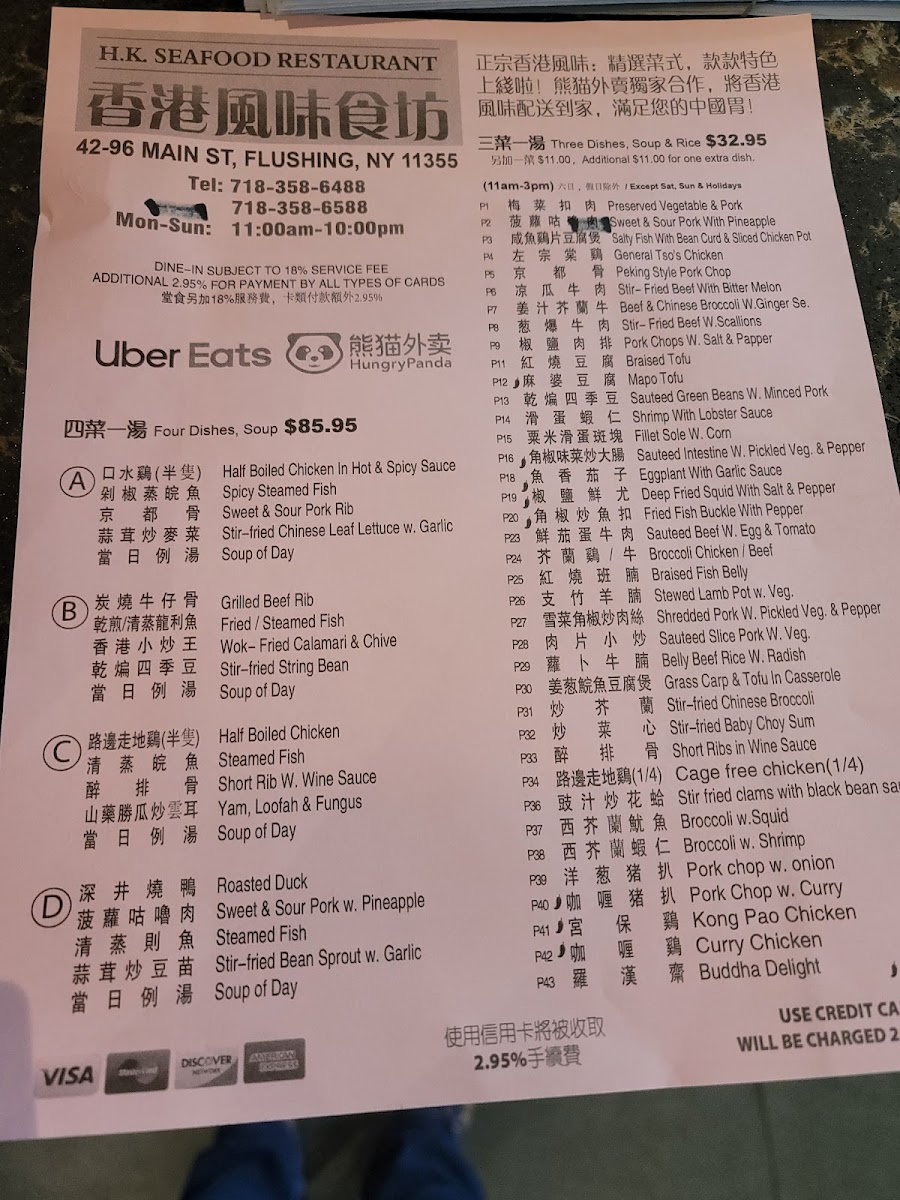 H.K. SEAFOOD RESTAURANT
香港風味食坊
42-96 MAIN ST, FLUSHING, NY 11355
Tel: 718-358-6488
718-358-6588
Mon-Sun: 11:00am-10:00pm
DINE-IN SUBJECT TO 18% SERVICE FEE
ADDITIONAL 2.95% FOR PAYMENT BY ALL TYPES OF CARDS
堂食另加18%服務費，卡類付款額外2.95%
Uber Eats 熊猫外卖
HungryPanda
四菜一湯 Four Dishes, Soup $85.95
A 口水鷄(半隻) Half Boiled Chicken In Hot & Spicy Sauce
剁椒蒸皖魚 Spicy Steamed Fish
京都骨 Sweet & Sour Pork Rib
蒜茸炒麥菜 Stir-fried Chinese Leaf Lettuce w. Garlic
當日例湯 Soup of Day
B 炭燒牛仔骨 Grilled Beef Rib
乾煎/清蒸龍利魚 Fried / Steamed Fish
香港小炒王 Wok- Fried Calamari & Chive
乾煸四季豆 Stir-fried String Bean
當日例湯 Soup of Day
C 路邊走地鷄(半隻) Half Boiled Chicken
清蒸皖魚 Steamed Fish
醉排骨 Short Rib W. Wine Sauce
山藥勝瓜炒雲耳 Yam, Loofah & Fungus
當日例湯 Soup of Day
D 深井燒鴨 Roasted Duck
菠蘿咕嚕肉 Sweet & Sour Pork w. Pineapple
清蒸則魚 Steamed Fish
蒜茸炒豆苗 Stir-fried Bean Sprout w. Garlic
當日例湯 Soup of Day
VISA MasterCard DISCOVER NETWORK AMERICAN EXPRESS
正宗香港風味；精選菜式，款款特色
上綫啦！熊猫外賣獨家合作，將香港
風味配送到家，滿足您的中國胃！
三菜一湯 Three Dishes, Soup & Rice $32.95
另加一菜 $11.00, Additional $11.00 for one extra dish.
(11am-3pm) 六日，假日除外 / Except Sat, Sun & Holidays
P1 梅菜扣肉 Preserved Vegetable & Pork
P2 菠蘿咕 肉 Sweet & Sour Pork With Pineapple
P3 咸魚鷄片豆腐煲 Salty Fish With Bean Curd & Sliced Chicken Pot
P4 左宗棠鷄 General Tso's Chicken
P5 京都骨 Peking Style Pork Chop
P6 凉瓜牛肉 Stir- Fried Beef With Bitter Melon
P7 姜汁芥蘭牛 Beef & Chinese Broccoli W.Ginger Se.
P8 葱爆牛肉 Stir- Fried Beef W.Scallions
P9 椒鹽肉排 Pork Chops W. Salt & Papper
P11 紅燒豆腐 Braised Tofu
P12 麻婆豆腐 Mapo Tofu
P13 乾煸四季豆 Sauteed Green Beans W. Minced Pork
P14 滑蛋蝦仁 Shrimp With Lobster Sauce
P15 粟米滑蛋斑塊 Fillet Sole W. Corn
P16 角椒味菜炒大腸 Sauteed Intestine W. Pickled Veg. & Pepper
P18 魚香茄子 Eggplant With Garlic Sauce
P19 椒鹽鮮尤 Deep Fried Squid With Salt & Pepper
P20 角椒炒魚扣 Fried Fish Buckle With Pepper
P23 鮮茄蛋牛肉 Sauteed Beef W. Egg & Tomato
P24 芥蘭鷄/牛 Broccoli Chicken / Beef
P25 紅燒班腩 Braised Fish Belly
P26 支竹羊腩 Stewed Lamb Pot w. Veg.
P27 雪菜角椒炒肉絲 Shredded Pork W. Pickled Veg. & Pepper
P28 肉片小炒 Sauteed Slice Pork W. Veg.
P29 蘿卜牛腩 Belly Beef Rice W. Radish
P30 姜葱鯇魚豆腐煲 Grass Carp & Tofu In Casserole
P31 炒芥蘭 Stir-fried Chinese Broccoli
P32 炒菜心 Stir-fried Baby Choy Sum
P33 醉排骨 Short Ribs in Wine Sauce
P34 路邊走地鷄(1/4) Cage free chicken(1/4)
P36 豉汁炒花蛤 Stir fried clams with black bean
P37 西芥蘭魷魚 Broccoli w.Squid
P38 西芥蘭蝦仁 Broccoli w. Shrimp
P39 洋葱猪扒 Pork chop w. onion
P40 咖喱猪扒 Pork Chop w. Curry
P41 宮保鷄 Kong Pao Chicken
P42 咖喱鷄 Curry Chicken
P43 羅漢齋 Buddha Delight
使用信用卡將被收取
2.95%手續費
USE CREDIT CA
WILL BE CHARGED 2